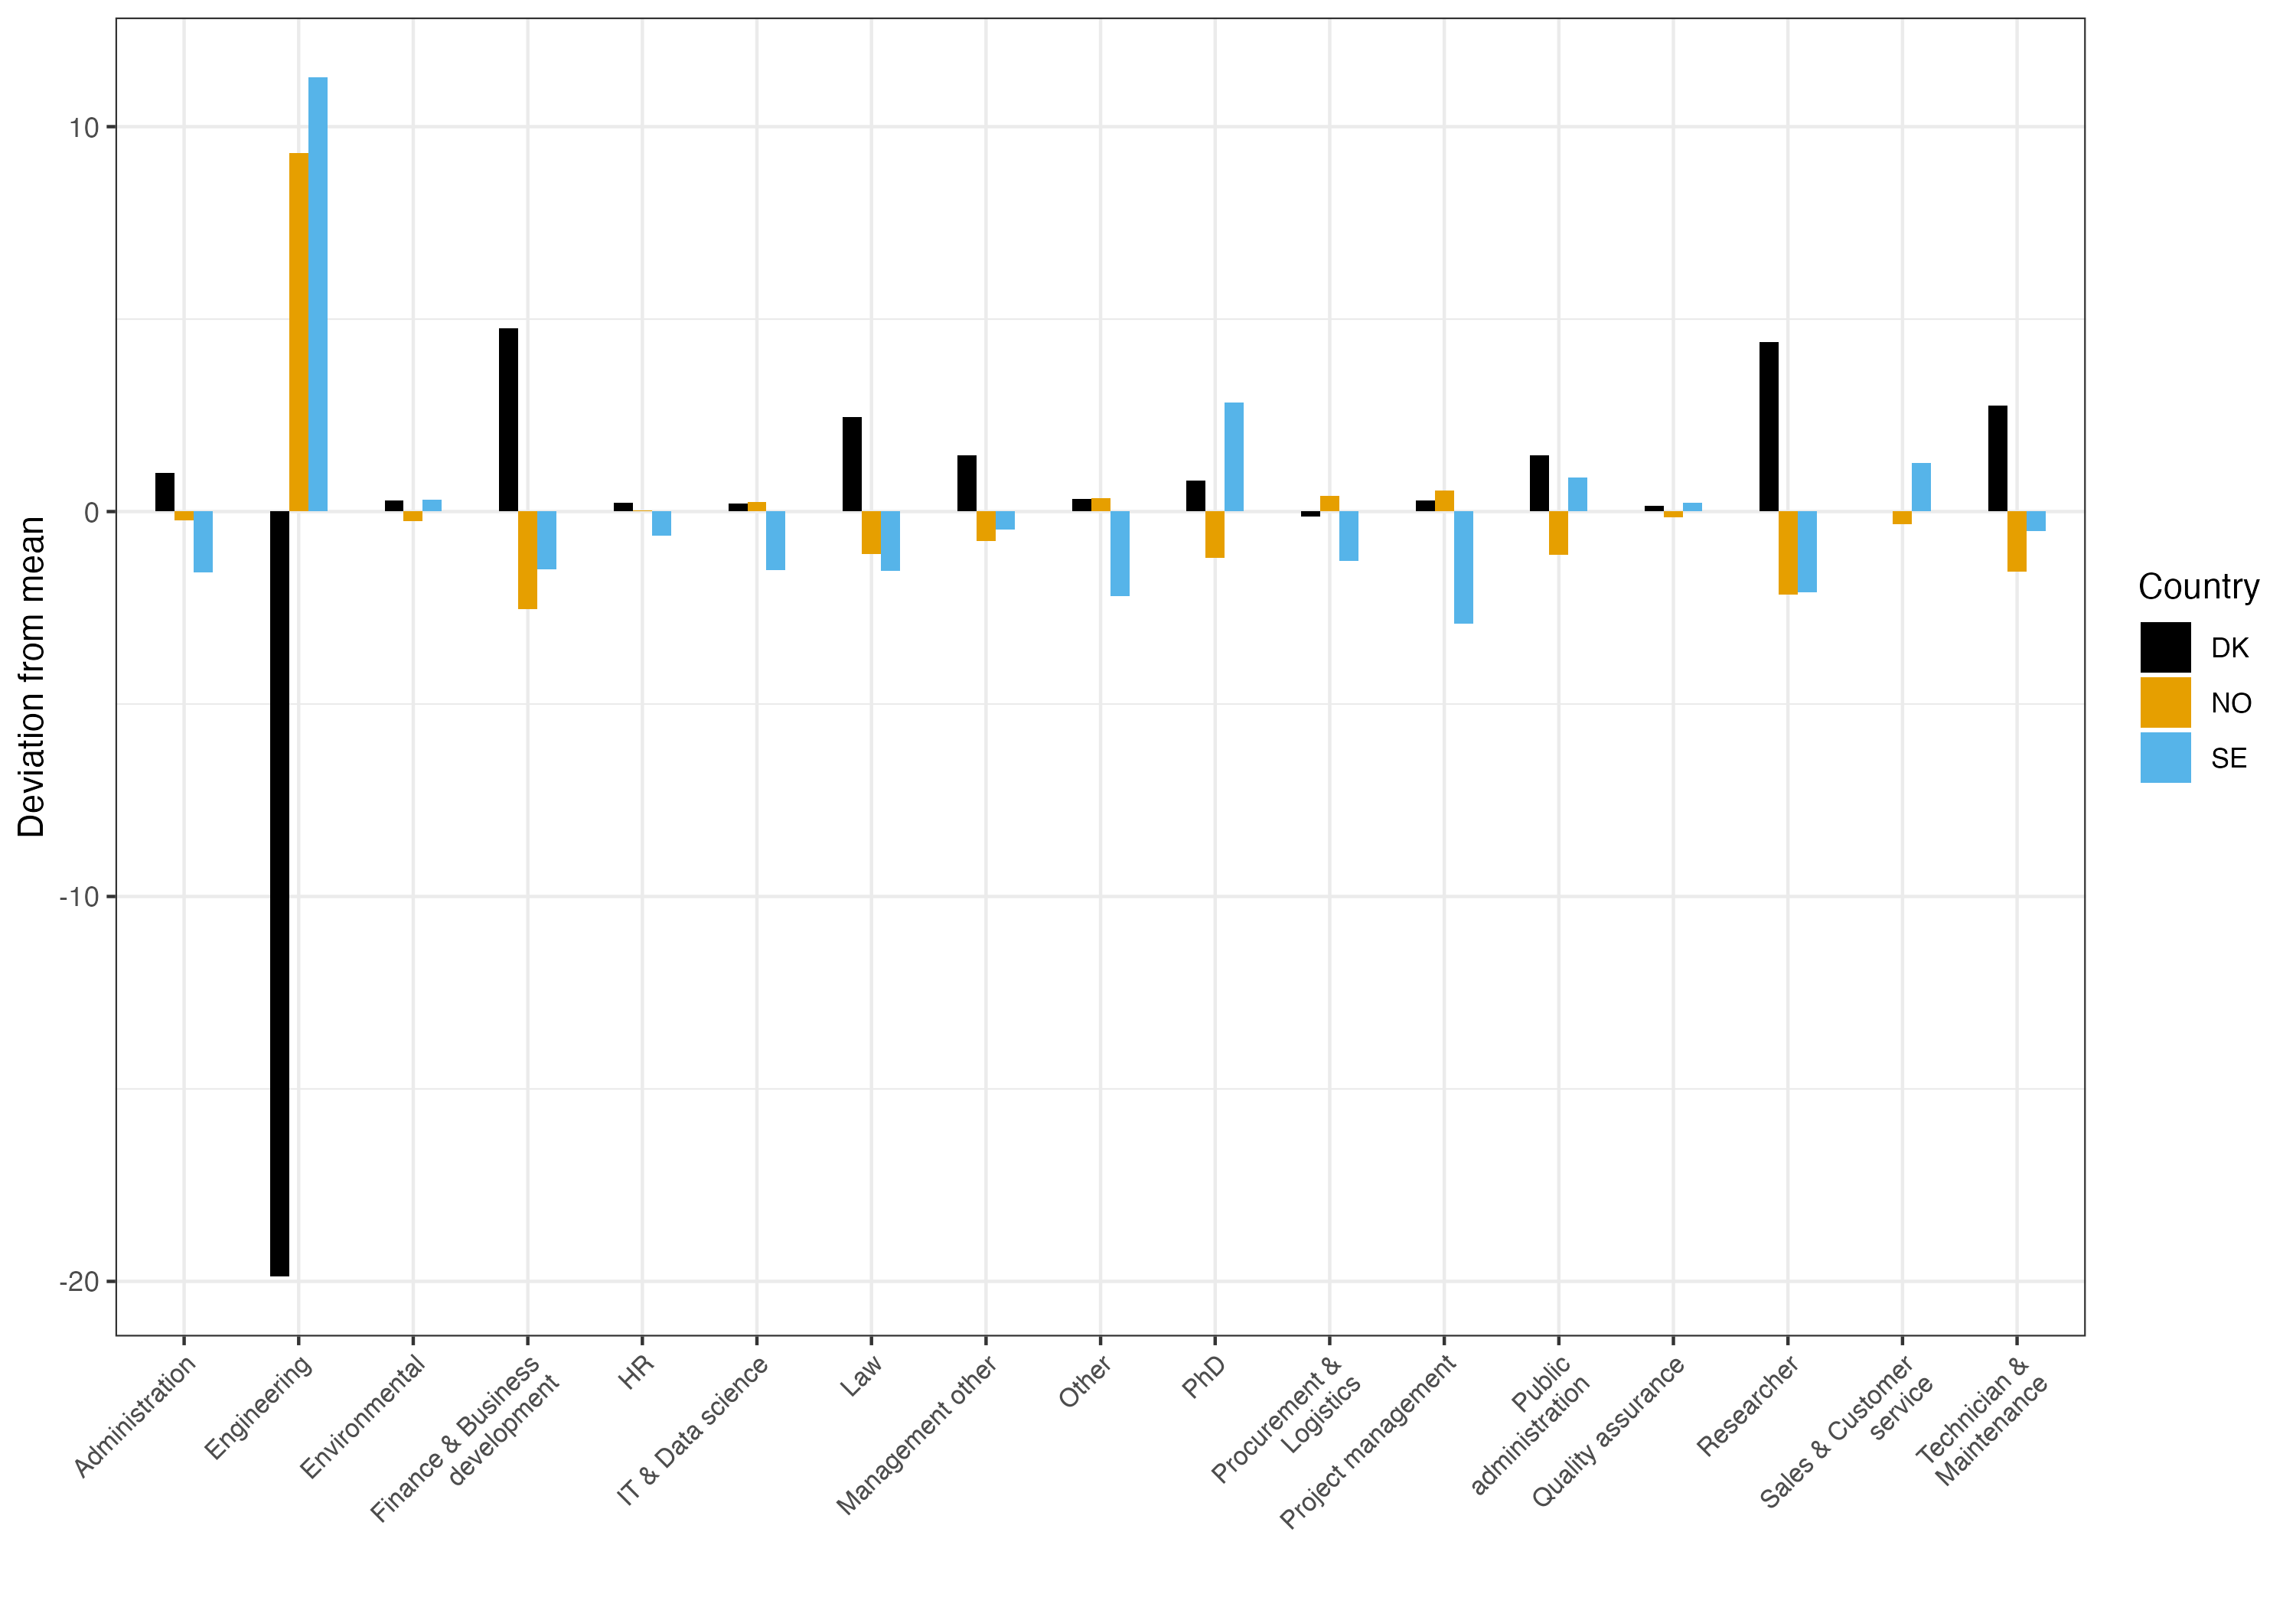 Deviation from mean
10
0
-10
-20
Administration
Engineering
Environmental
Finance & Business
development
HR
IT & Data science
Law
Management other
Other
PhD
Procurement &
Logistics
Project management
Public
administration
Quality assurance
Researcher
Sales & Customer
service
Technician &
Maintenance
Country
DK
NO
SE